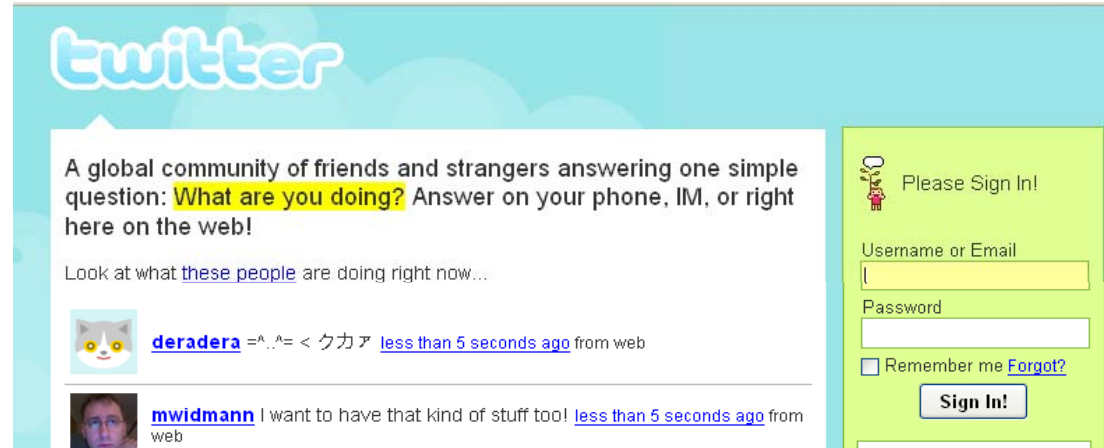 twitter
A global community of friends and strangers answering one simple
question: What are you doing? Answer on your phone, IM, or right
here on the web!
Look at what these people are doing right now...
deradera =^..^= < クカァ less than 5 seconds ago from web
mwidmann I want to have that kind of stuff too! less than 5 seconds ago from
web
Please Sign In!
Username or Email
Password
Remember me Forgot?
Sign In!